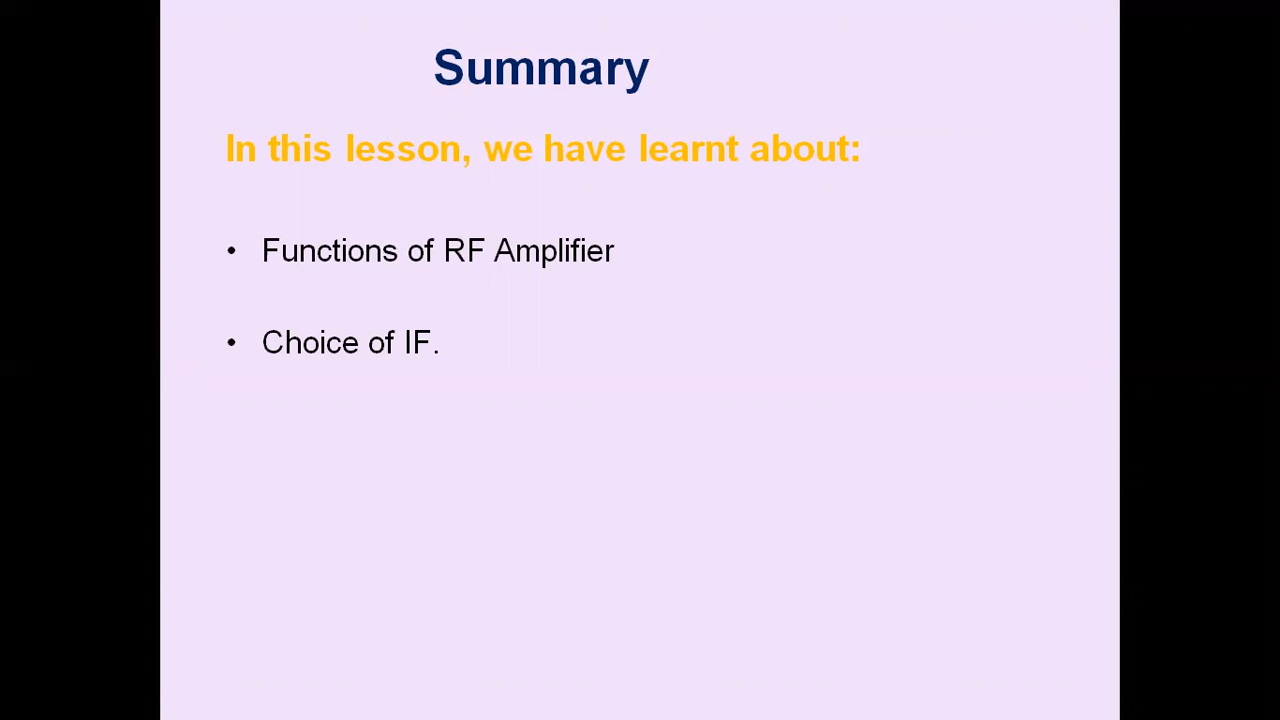 Summary
In this lesson, we have learnt about:
• Functions of RF Amplifier
• Choice of IF.